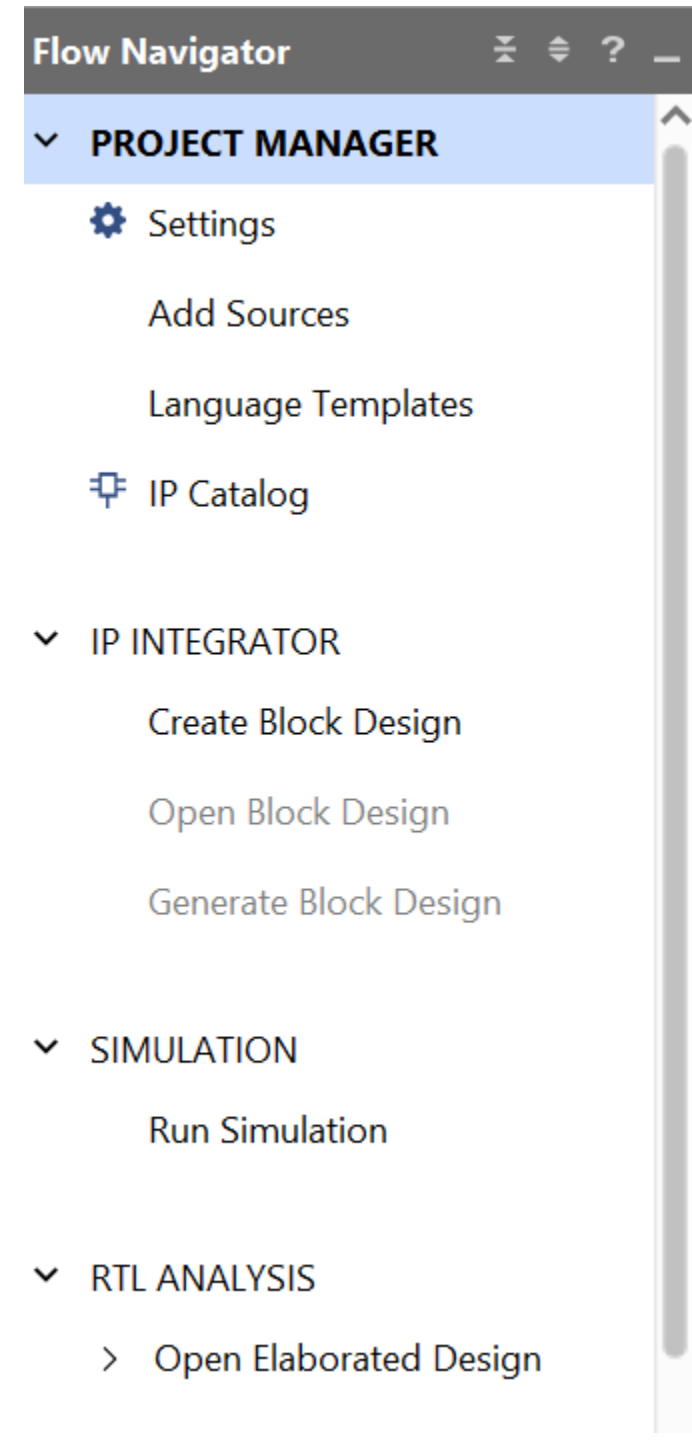 Flow Navigator ?
PROJECT MANAGER
Settings
Add Sources
Language Templates
IP Catalog
IP INTEGRATOR
Create Block Design
Open Block Design
Generate Block Design
SIMULATION
Run Simulation
RTL ANALYSIS
Open Elaborated Design